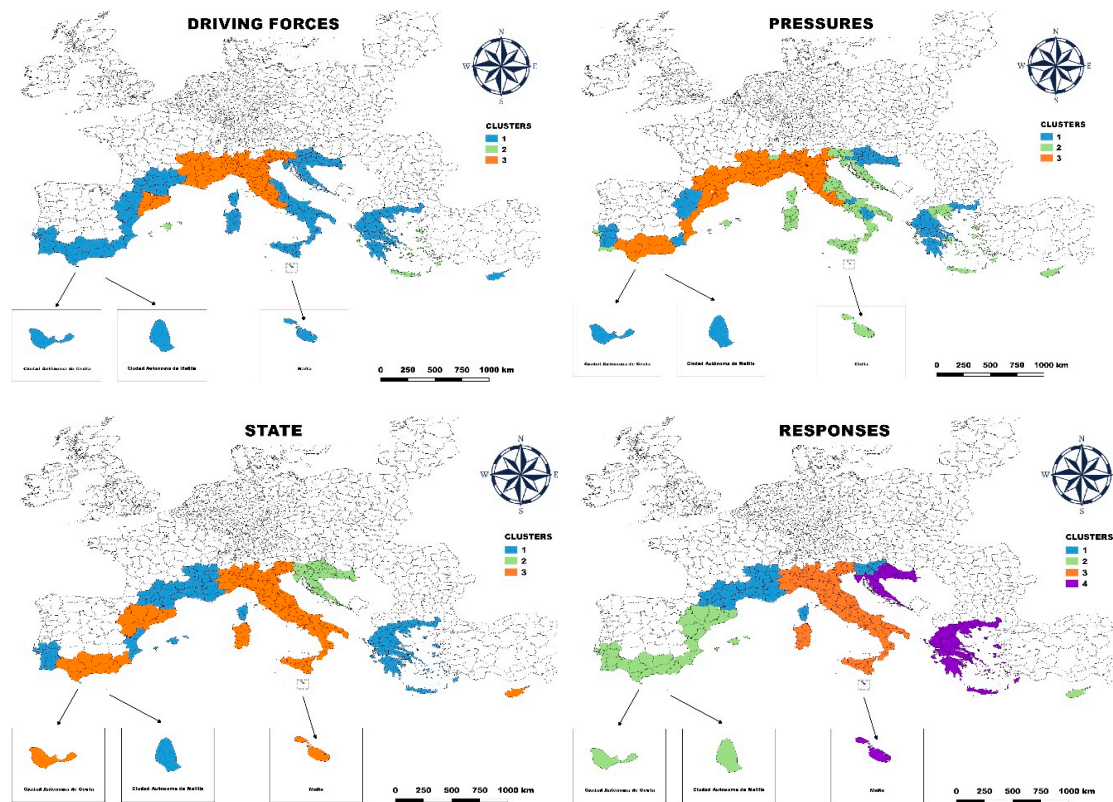 DRIVING FORCES
N
W
E
S
CLUSTERS
1
2
3
Ciudad Autónoma de Ceuta
Ciudad Autónoma de Melilla
Malta
0 250 500 750 1000 km
PRESSURES
N
W
E
S
CLUSTERS
1
2
3
Ciudad Autónoma de Ceuta
Ciudad Autónoma de Melilla
Malta
0 250 500 750 1000 km
STATE
N
W
E
S
CLUSTERS
1
2
3
Ciudad Autónoma de Ceuta
Ciudad Autónoma de Melilla
Malta
0 250 500 750 1000 km
RESPONSES
N
W
E
S
CLUSTERS
1
2
3
4
Ciudad Autónoma de Ceuta
Ciudad Autónoma de Melilla
Malta
0 250 500 750 1000 km